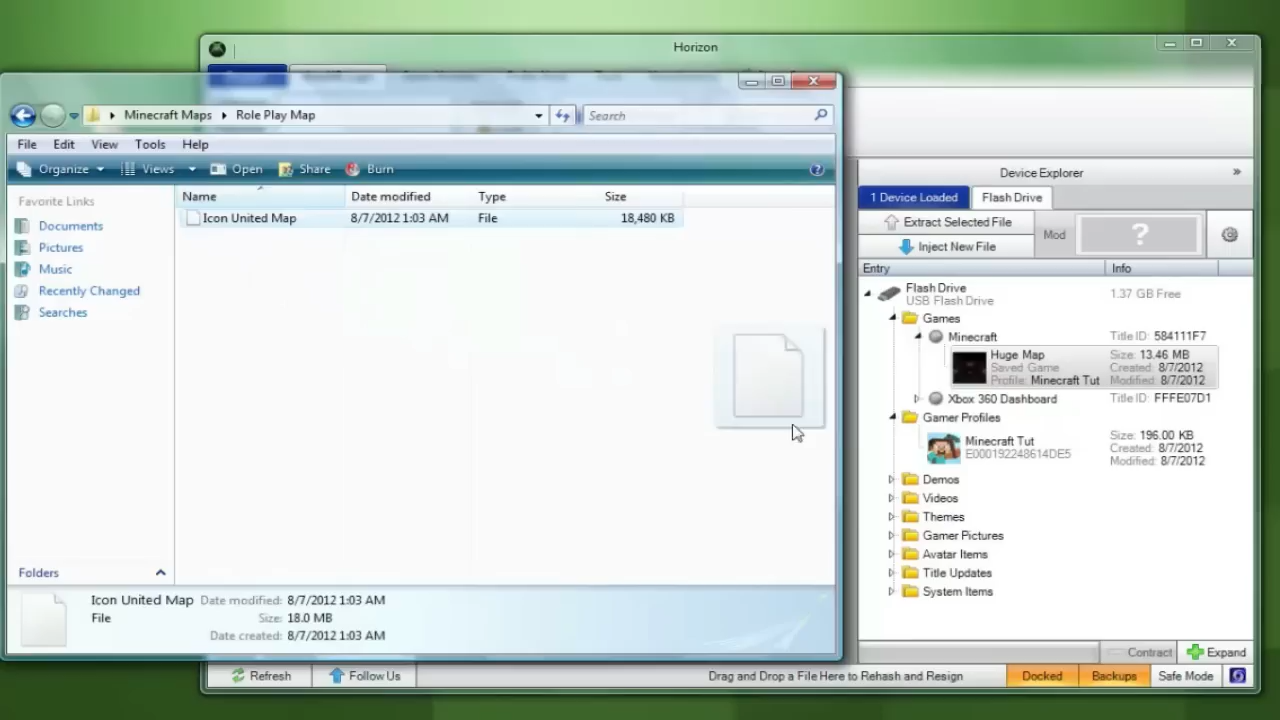 Horizon
Minecraft Maps
Role Play Map
Search
File Edit View Tools Help
Organize Views Open Share Burn
Favorite Links
Documents
Pictures
Music
Recently Changed
Searches
Folders
Name Date modified Type Size
Icon United Map 8/7/2012 1:03 AM File 18,480 KB
Icon United Map Date modified: 8/7/2012 1:03 AM
File Size: 18.0 MB
Date created: 8/7/2012 1:03 AM
Device Explorer »
1 Device Loaded Flash Drive
Extract Selected File
Inject New File
Mod ?
Entry Info
Flash Drive 1.37 GB Free
USB Flash Drive
Games
Minecraft Title ID: 584111F7
Huge Map Size: 13.46 MB
Saved Game Created: 8/7/2012
Profile: Minecraft Tut Modified: 8/7/2012
Xbox 360 Dashboard Title ID: FFFE07D1
Gamer Profiles
Minecraft Tut Size: 196.00 KB
E000192248614DE5 Created: 8/7/2012
Modified: 8/7/2012
Demos
Videos
Themes
Gamer Pictures
Avatar Items
Title Updates
System Items
Contract Expand
Refresh Follow Us Drag and Drop a File Here to Rehash and Resign Docked Backups Safe Mode